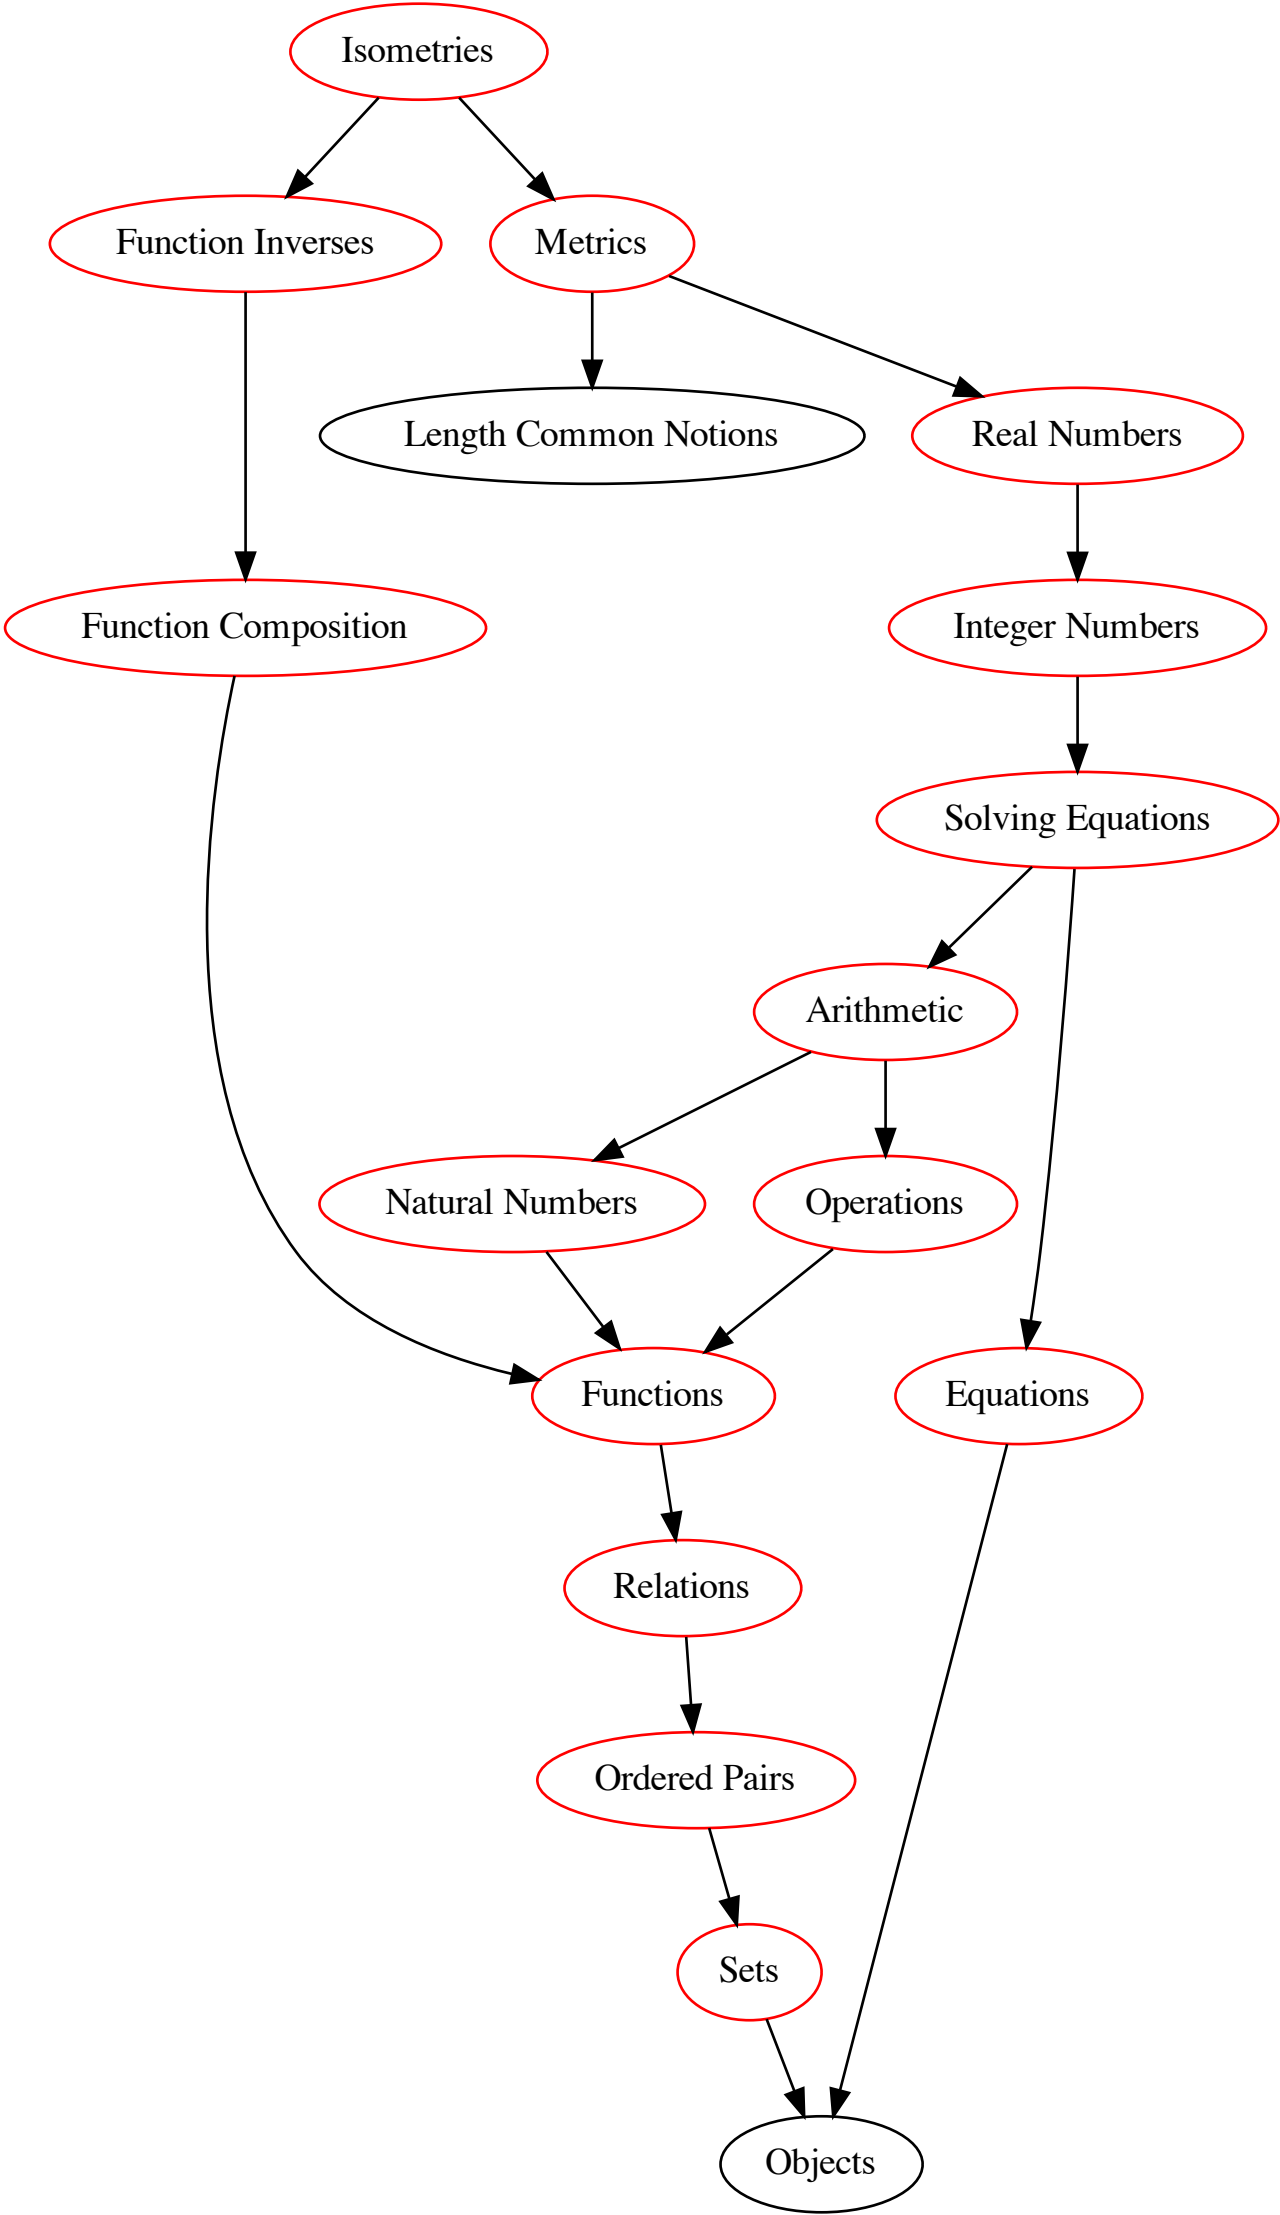 Isometries
Function Inverses
Metrics
Length Common Notions
Real Numbers
Function Composition
Integer Numbers
Solving Equations
Arithmetic
Natural Numbers
Operations
Functions
Equations
Relations
Ordered Pairs
Sets
Objects